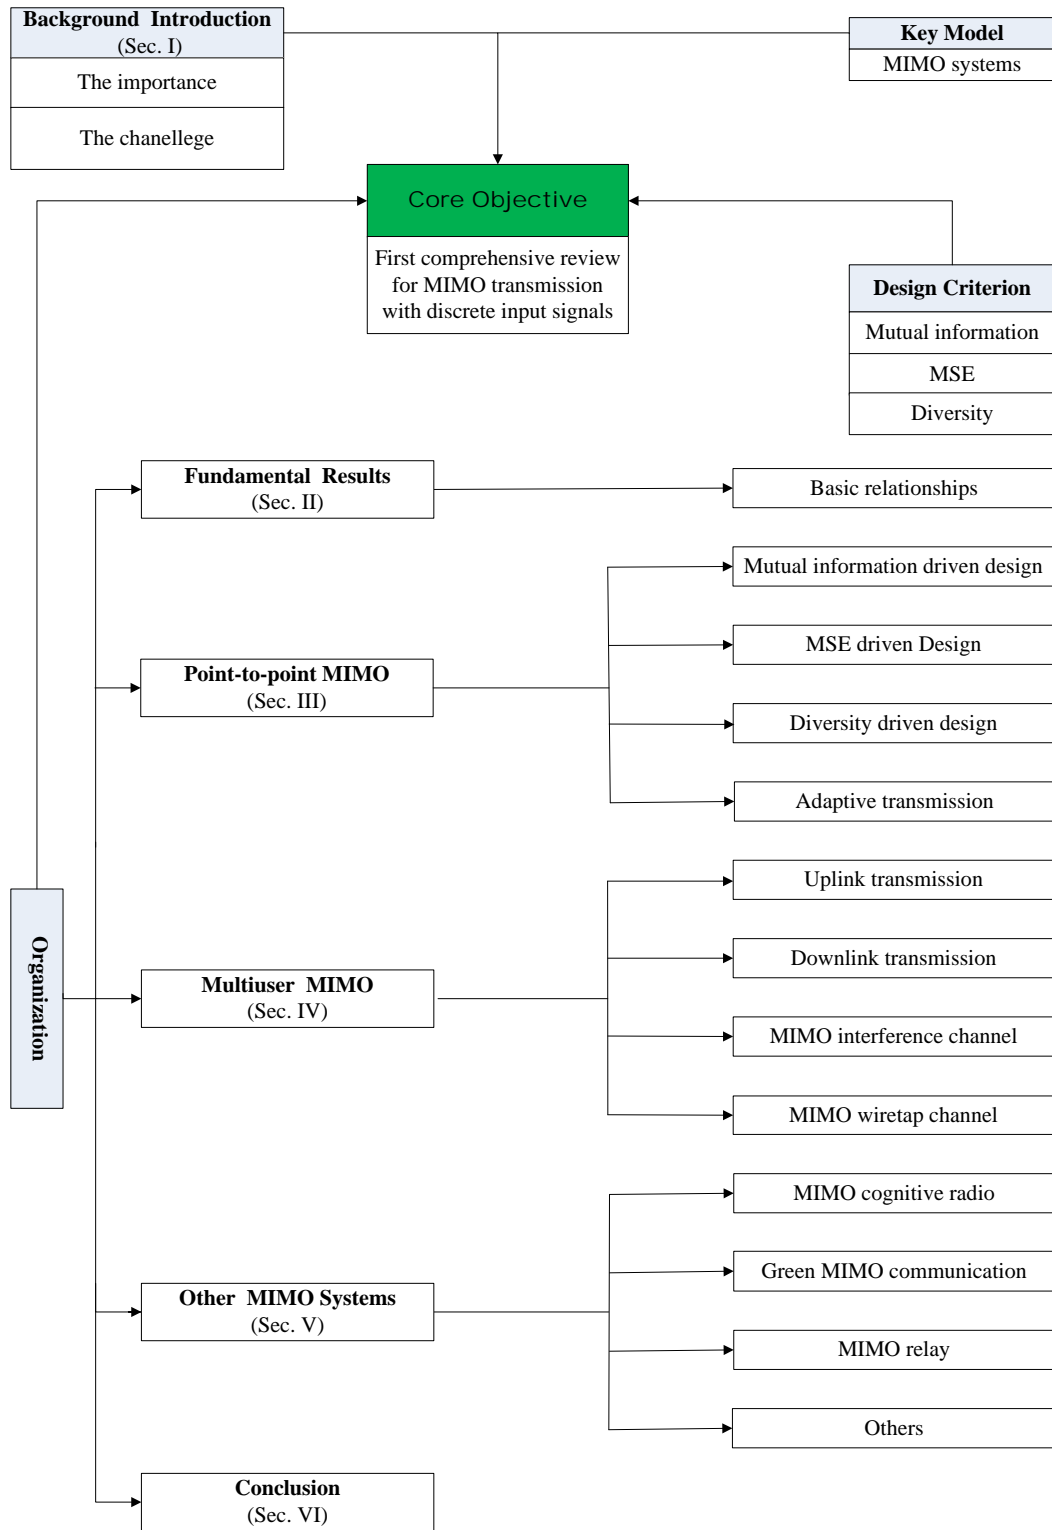 Background Introduction
(Sec. I)
The importance
The chanellege
Key Model
MIMO systems
Core Objective
First comprehensive review
for MIMO transmission
with discrete input signals
Design Criterion
Mutual information
MSE
Diversity
Organization
Fundamental Results
(Sec. II)
Basic relationships
Point-to-point MIMO
(Sec. III)
Mutual information driven design
MSE driven Design
Diversity driven design
Adaptive transmission
Multiuser MIMO
(Sec. IV)
Uplink transmission
Downlink transmission
MIMO interference channel
MIMO wiretap channel
Other MIMO Systems
(Sec. V)
MIMO cognitive radio
Green MIMO communication
MIMO relay
Others
Conclusion
(Sec. VI)